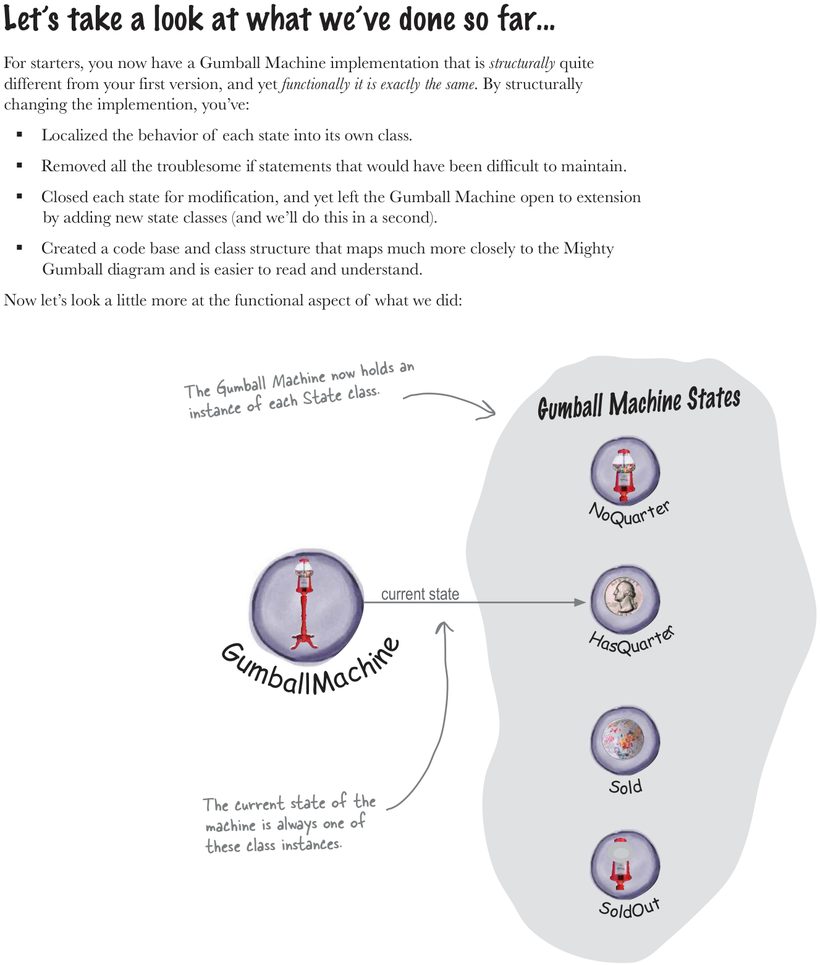 Let's take a look at what we've done so far...
For starters, you now have a Gumball Machine implementation that is structurally quite
different from your first version, and yet functionally it is exactly the same. By structurally
changing the implemention, you've:
▪ Localized the behavior of each state into its own class.
▪ Removed all the troublesome if statements that would have been difficult to maintain.
▪ Closed each state for modification, and yet left the Gumball Machine open to extension
by adding new state classes (and we'll do this in a second).
▪ Created a code base and class structure that maps much more closely to the Mighty
Gumball diagram and is easier to read and understand.
Now let's look a little more at the functional aspect of what we did:
The Gumball Machine now holds an
instance of each State class.
Gumball Machine States
NoQuarter
current state
GumballMachine
HasQuarter
The current state of the
machine is always one of
these class instances.
Sold
SoldOut